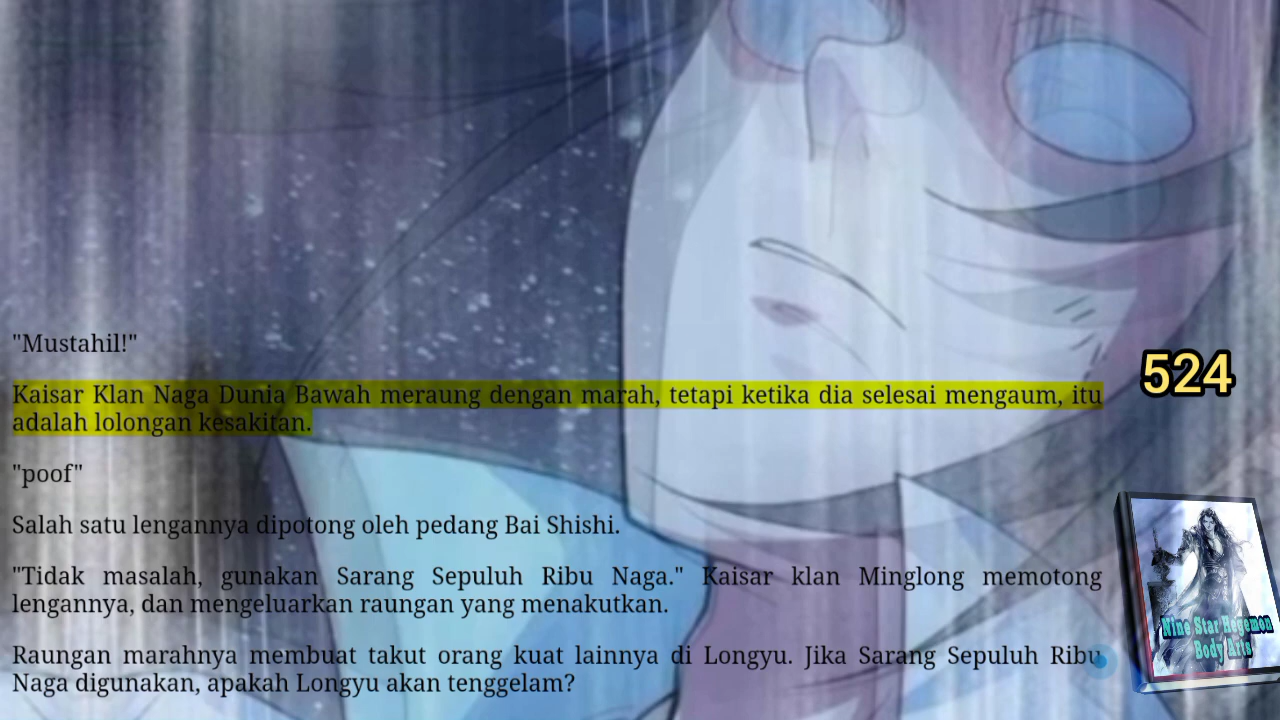 "Mustahil!"
Kaisar Klan Naga Dunia Bawah meraung dengan marah, tetapi ketika dia selesai mengaum, itu
adalah lolongan kesakitan.
524
"poof"
Salah satu lengannya dipotong oleh pedang Bai Shishi.
"Tidak masalah, gunakan Sarang Sepuluh Ribu Naga." Kaisar klan Minglong memotong
lengannya, dan mengeluarkan raungan yang menakutkan.
Raungan marahnya membuat takut orang kuat lainnya di Longyu. Jika Sarang Sepuluh Ribu
Naga digunakan, apakah Longyu akan tenggelam?
Nine Star Hegemon
Body Arts